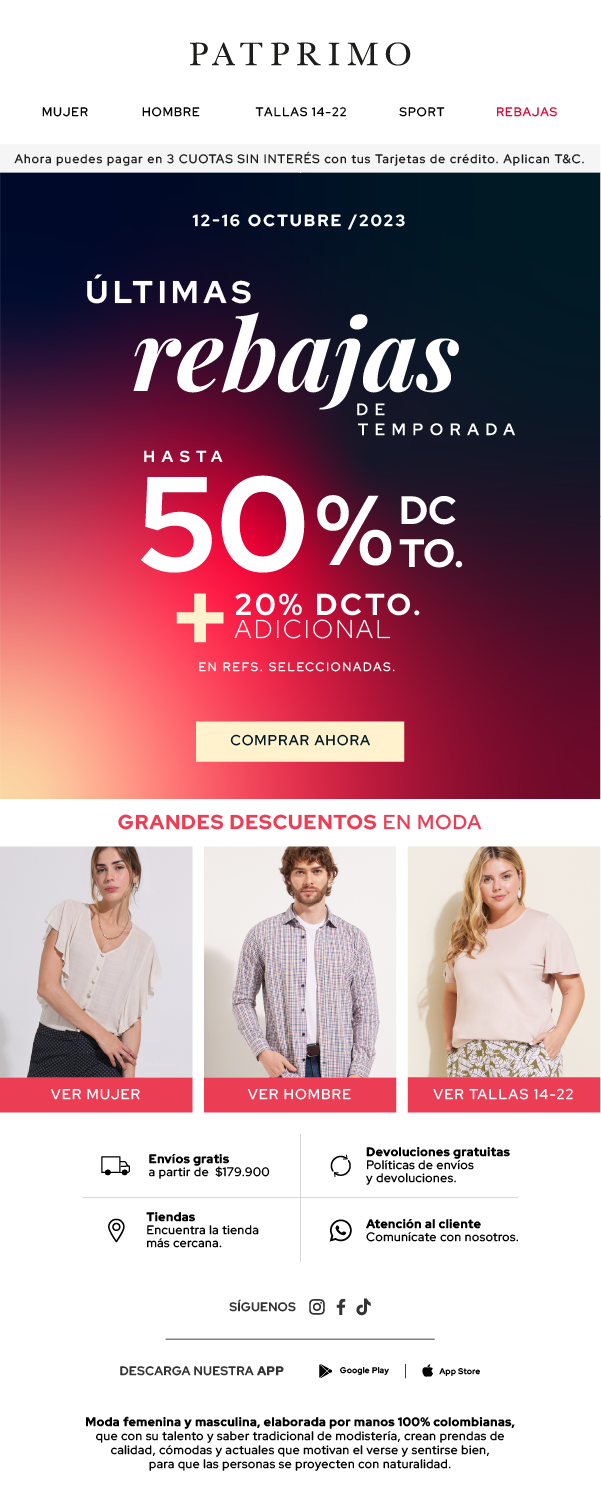 PATPRIMO
MUJER HOMBRE TALLAS 14-22 SPORT REBAJAS
Ahora puedes pagar en 3 CUOTAS SIN INTERÉS con tus Tarjetas de crédito. Aplican T&C.
12-16 OCTUBRE /2023
ÚLTIMAS
rebajas
DE
TEMPORADA
HASTA
50% DC
TO.
+ 20% DCTO.
ADICIONAL
EN REFS. SELECCIONADAS.
COMPRAR AHORA
GRANDES DESCUENTOS EN MODA
VER MUJER VER HOMBRE VER TALLAS 14-22
Envíos gratis
a partir de $179.900
Devoluciones gratuitas
Políticas de envíos
y devoluciones.
Tiendas
Encuentra la tienda
más cercana.
Atención al cliente
Comunícate con nosotros.
SÍGUENOS
DESCARGA NUESTRA APP Google Play | App Store
Moda femenina y masculina, elaborada por manos 100% colombianas,
que con su talento y saber tradicional de modistería, crean prendas de
calidad, cómodas y actuales que motivan el verse y sentirse bien,
para que las personas se proyecten con naturalidad.